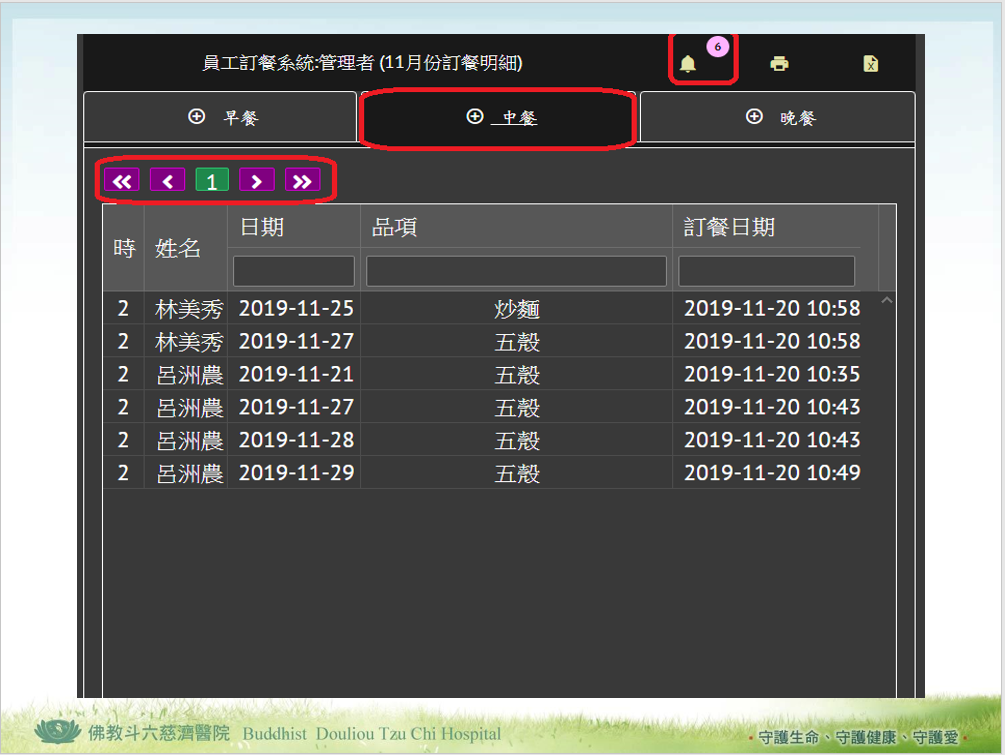 員工訂餐系統:管理者 (11月份訂餐明細)
6
早餐
中餐
晚餐
1
時 姓名 日期 品項 訂餐日期
2 林美秀 2019-11-25 炒麵 2019-11-20 10:58
2 林美秀 2019-11-27 五殼 2019-11-20 10:58
2 呂洲農 2019-11-21 五殼 2019-11-20 10:35
2 呂洲農 2019-11-27 五殼 2019-11-20 10:43
2 呂洲農 2019-11-28 五殼 2019-11-20 10:43
2 呂洲農 2019-11-29 五殼 2019-11-20 10:49
佛教斗六慈濟醫院 Buddhist Douliou Tzu Chi Hospital
•守護生命、守護健康、守護愛•